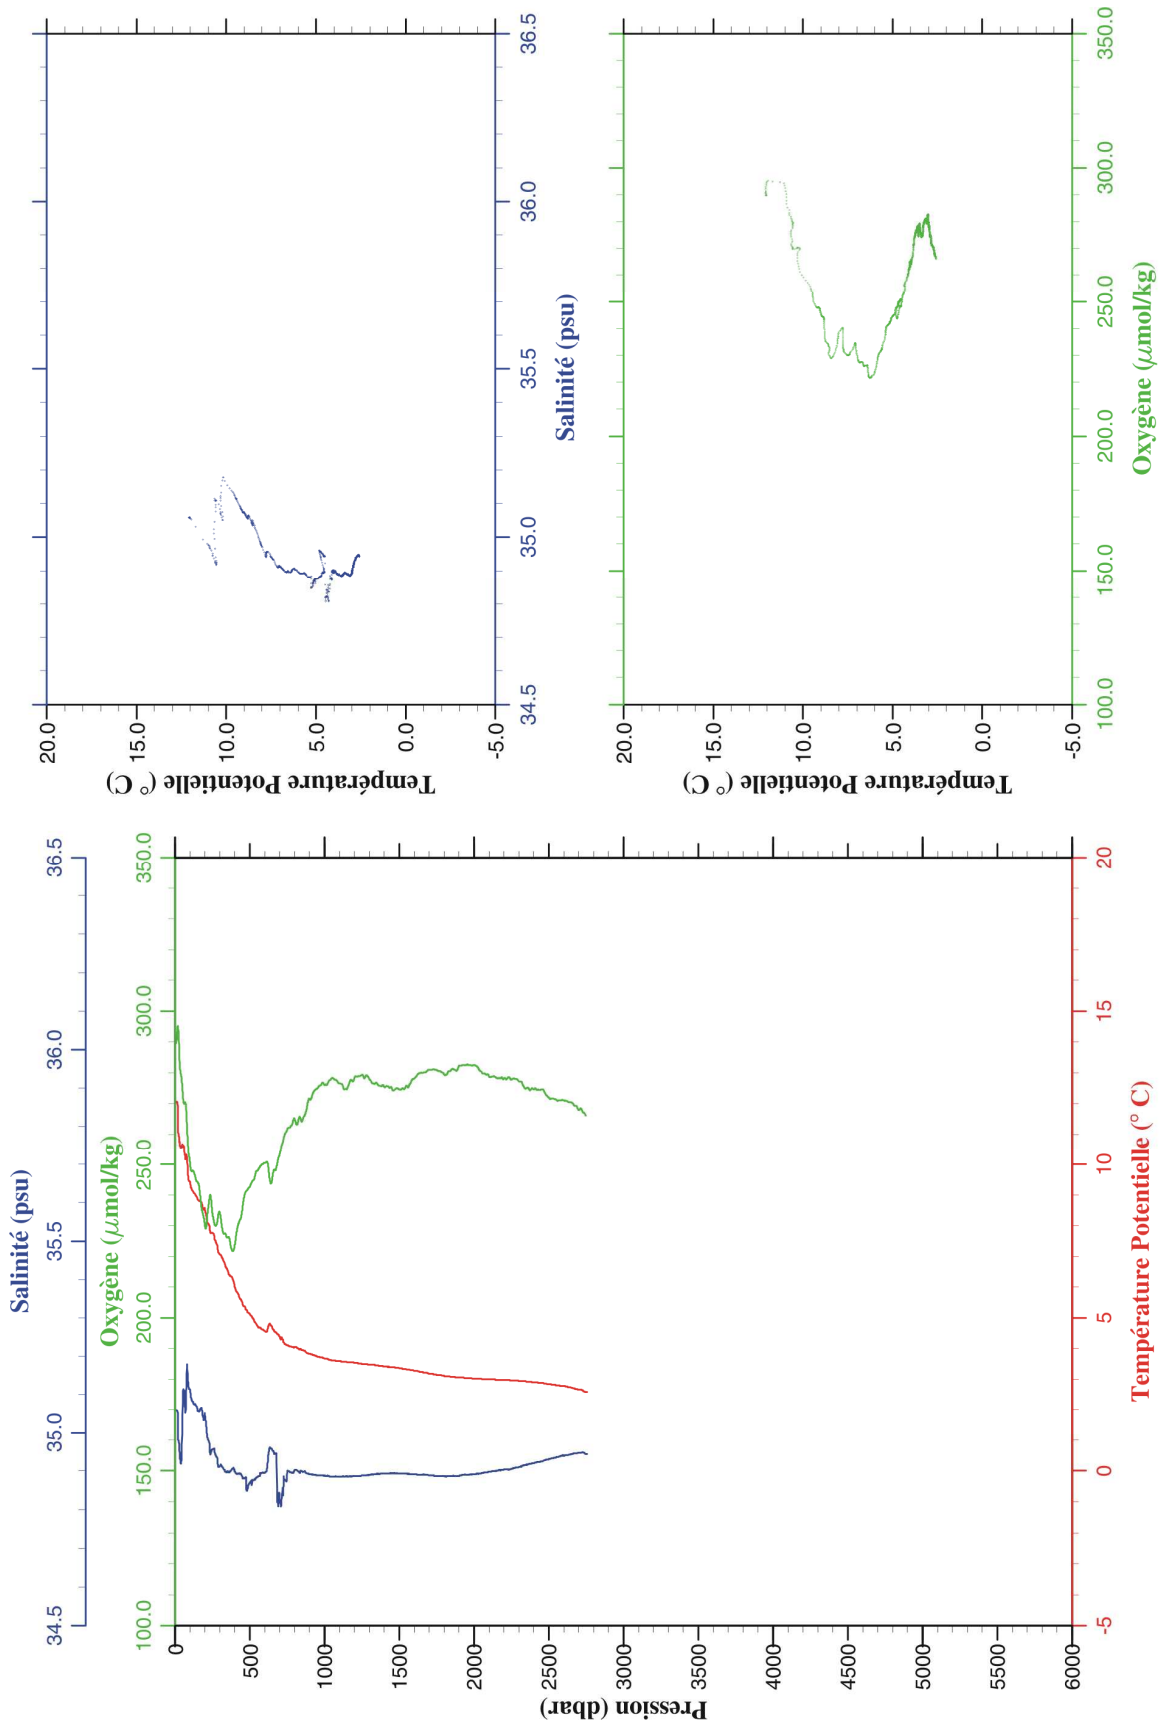 Salinité (psu)
34.5 35.0 35.5 36.0 36.5
Oxygène (μmol/kg)
100.0 150.0 200.0 250.0 300.0 350.0
Pression (dbar)
0
500
1000
1500
2000
2500
3000
3500
4000
4500
5000
5500
6000
-5 0 5 10 15 20
Température Potentielle (° C)
Température Potentielle (° C)
20.0
15.0
10.0
5.0
0.0
-5.0
34.5 35.0 35.5 36.0 36.5
Salinité (psu)
Température Potentielle (° C)
20.0
15.0
10.0
5.0
0.0
-5.0
100.0 150.0 200.0 250.0 300.0 350.0
Oxygène (μmol/kg)